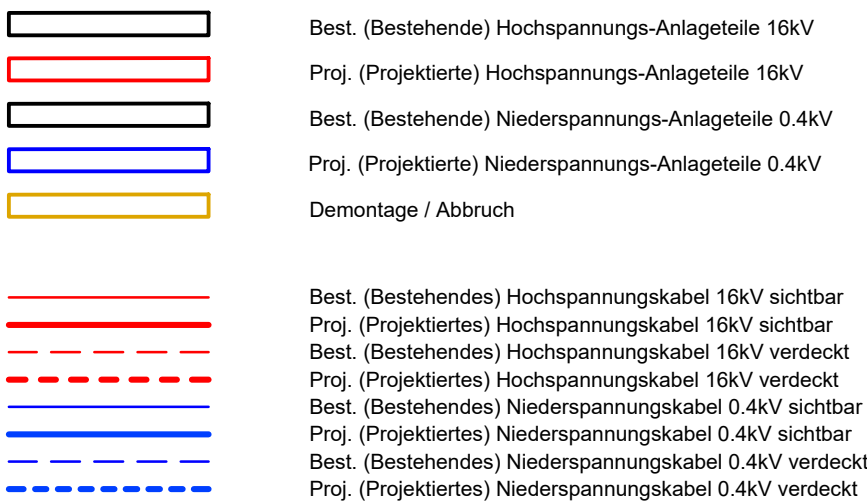 Best. (Bestehende) Hochspannungs-Anlageteile 16kV
Proj. (Projektierte) Hochspannungs-Anlageteile 16kV
Best. (Bestehende) Niederspannungs-Anlageteile 0.4kV
Proj. (Projektierte) Niederspannungs-Anlageteile 0.4kV
Demontage / Abbruch
Best. (Bestehendes) Hochspannungskabel 16kV sichtbar
Proj. (Projektiertes) Hochspannungskabel 16kV sichtbar
Best. (Bestehendes) Hochspannungskabel 16kV verdeckt
Proj. (Projektiertes) Hochspannungskabel 16kV verdeckt
Best. (Bestehendes) Niederspannungskabel 0.4kV sichtbar
Proj. (Projektiertes) Niederspannungskabel 0.4kV sichtbar
Best. (Bestehendes) Niederspannungskabel 0.4kV verdeckt
Proj. (Projektiertes) Niederspannungskabel 0.4kV verdeckt